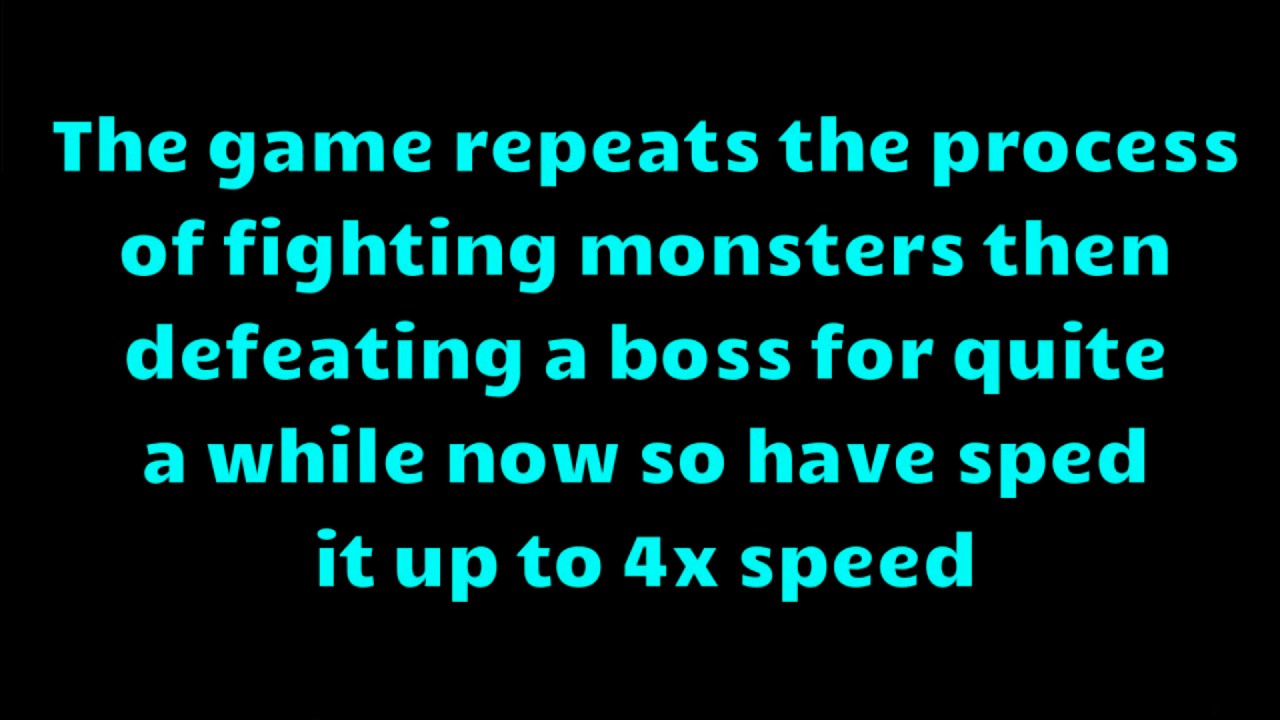 The game repeats the process
of fighting monsters then
defeating a boss for quite
a while now so have sped
it up to 4x speed